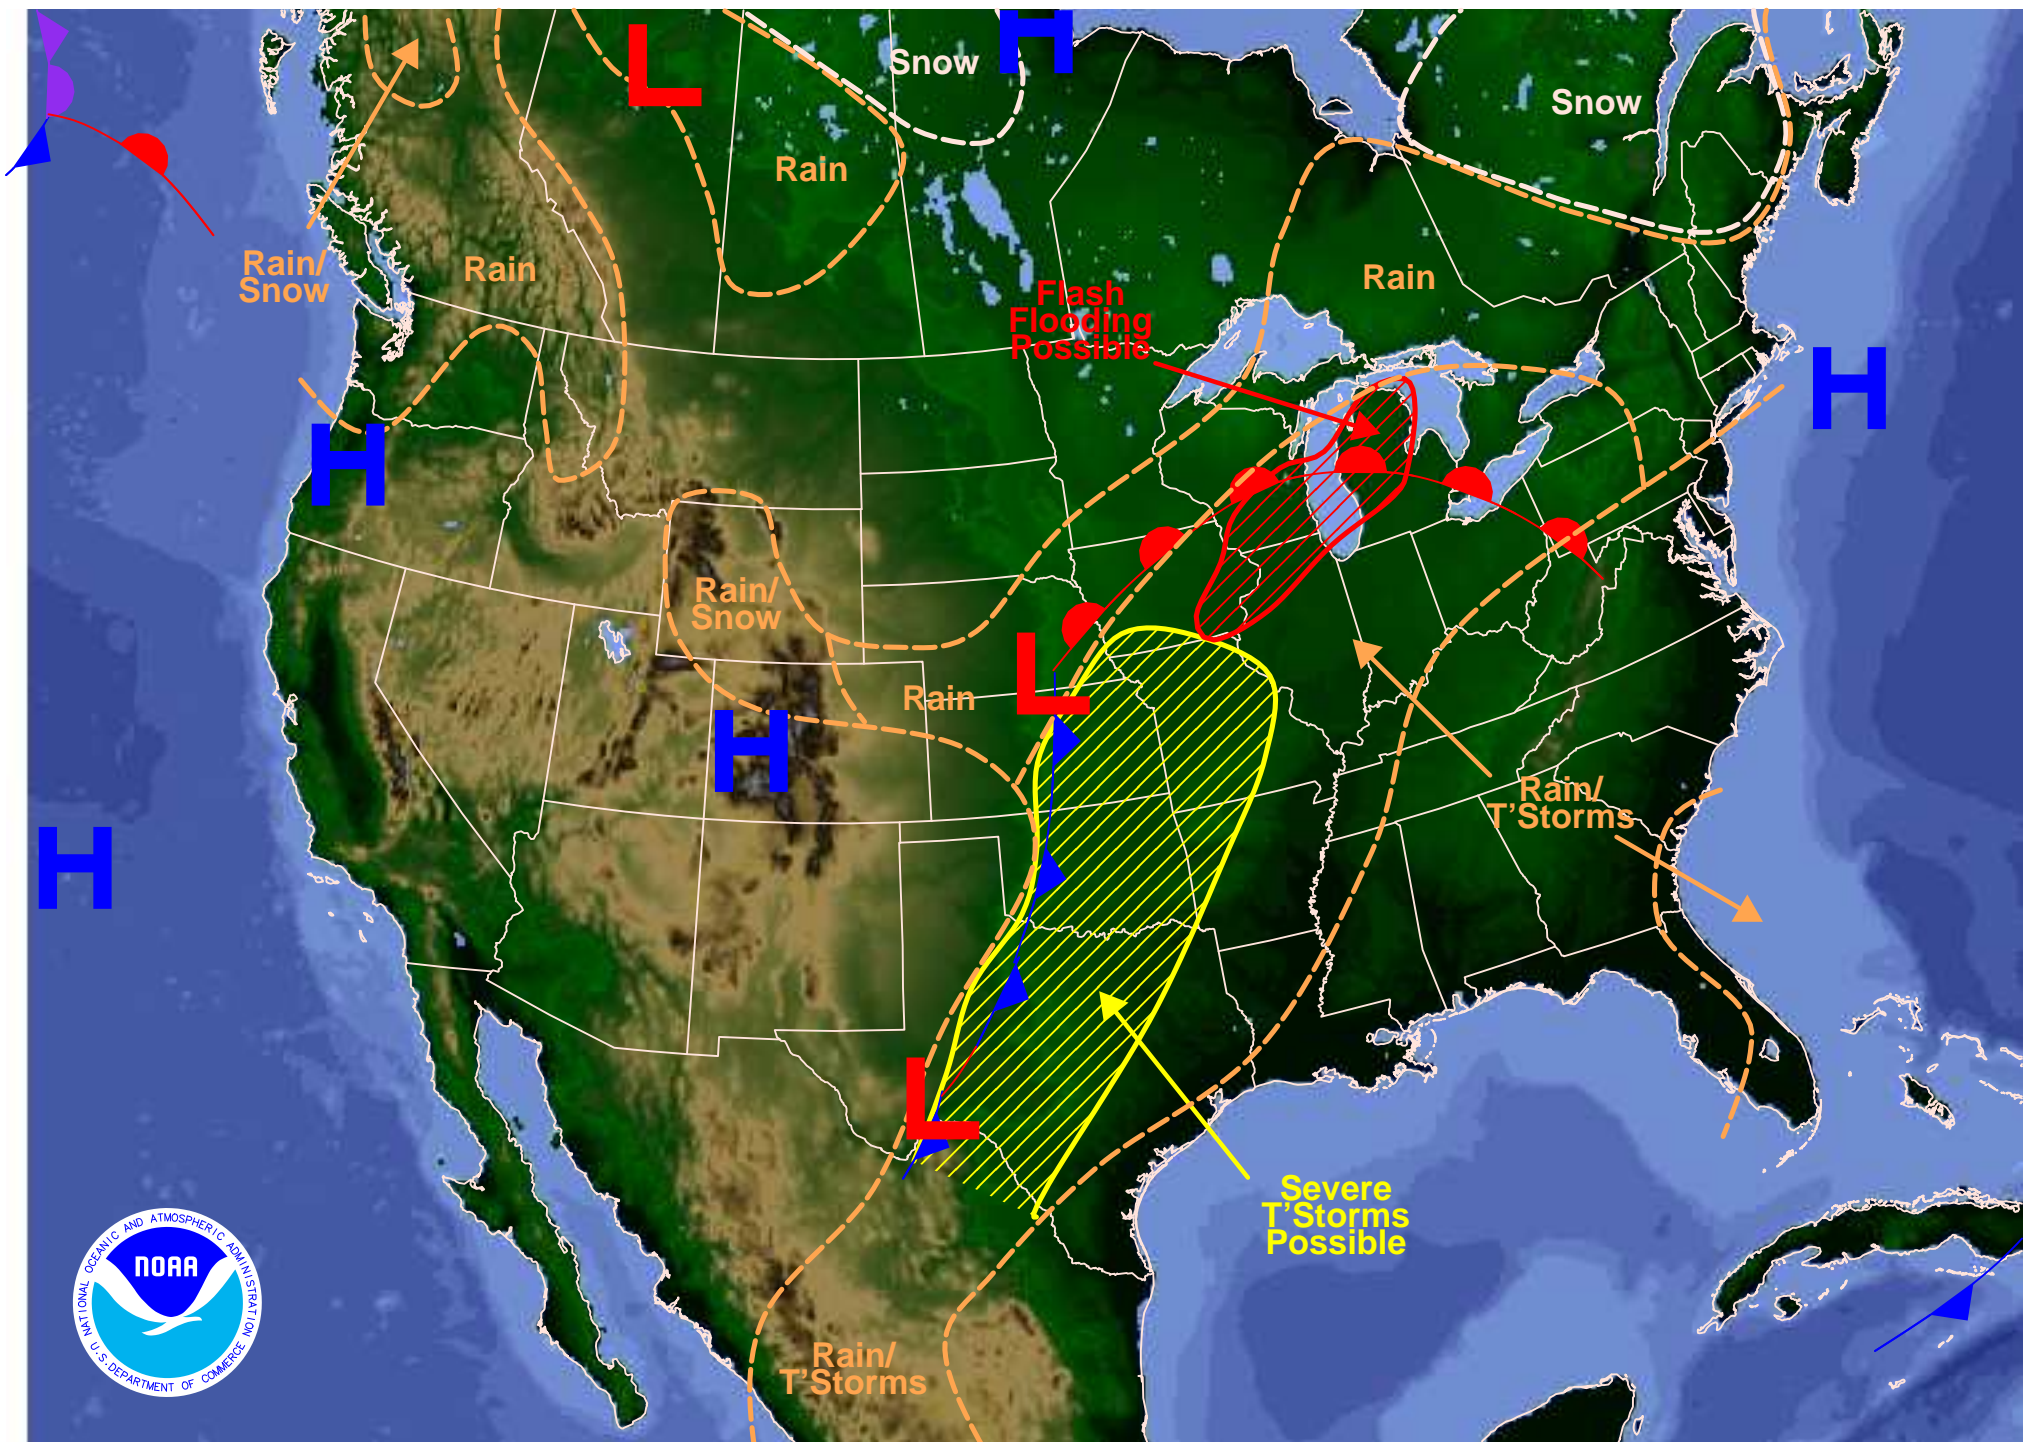 L
H
Snow
Snow
Rain
Rain/
Snow
Rain
Rain
Flash
Flooding
Possible
H
H
Rain/
Snow
L
Rain
H
Rain/
T'Storms
H
L
Severe
T'Storms
Possible
NATIONAL OCEANIC AND ATMOSPHERIC ADMINISTRATION
NOAA
U.S. DEPARTMENT OF COMMERCE
Rain/
T'Storms